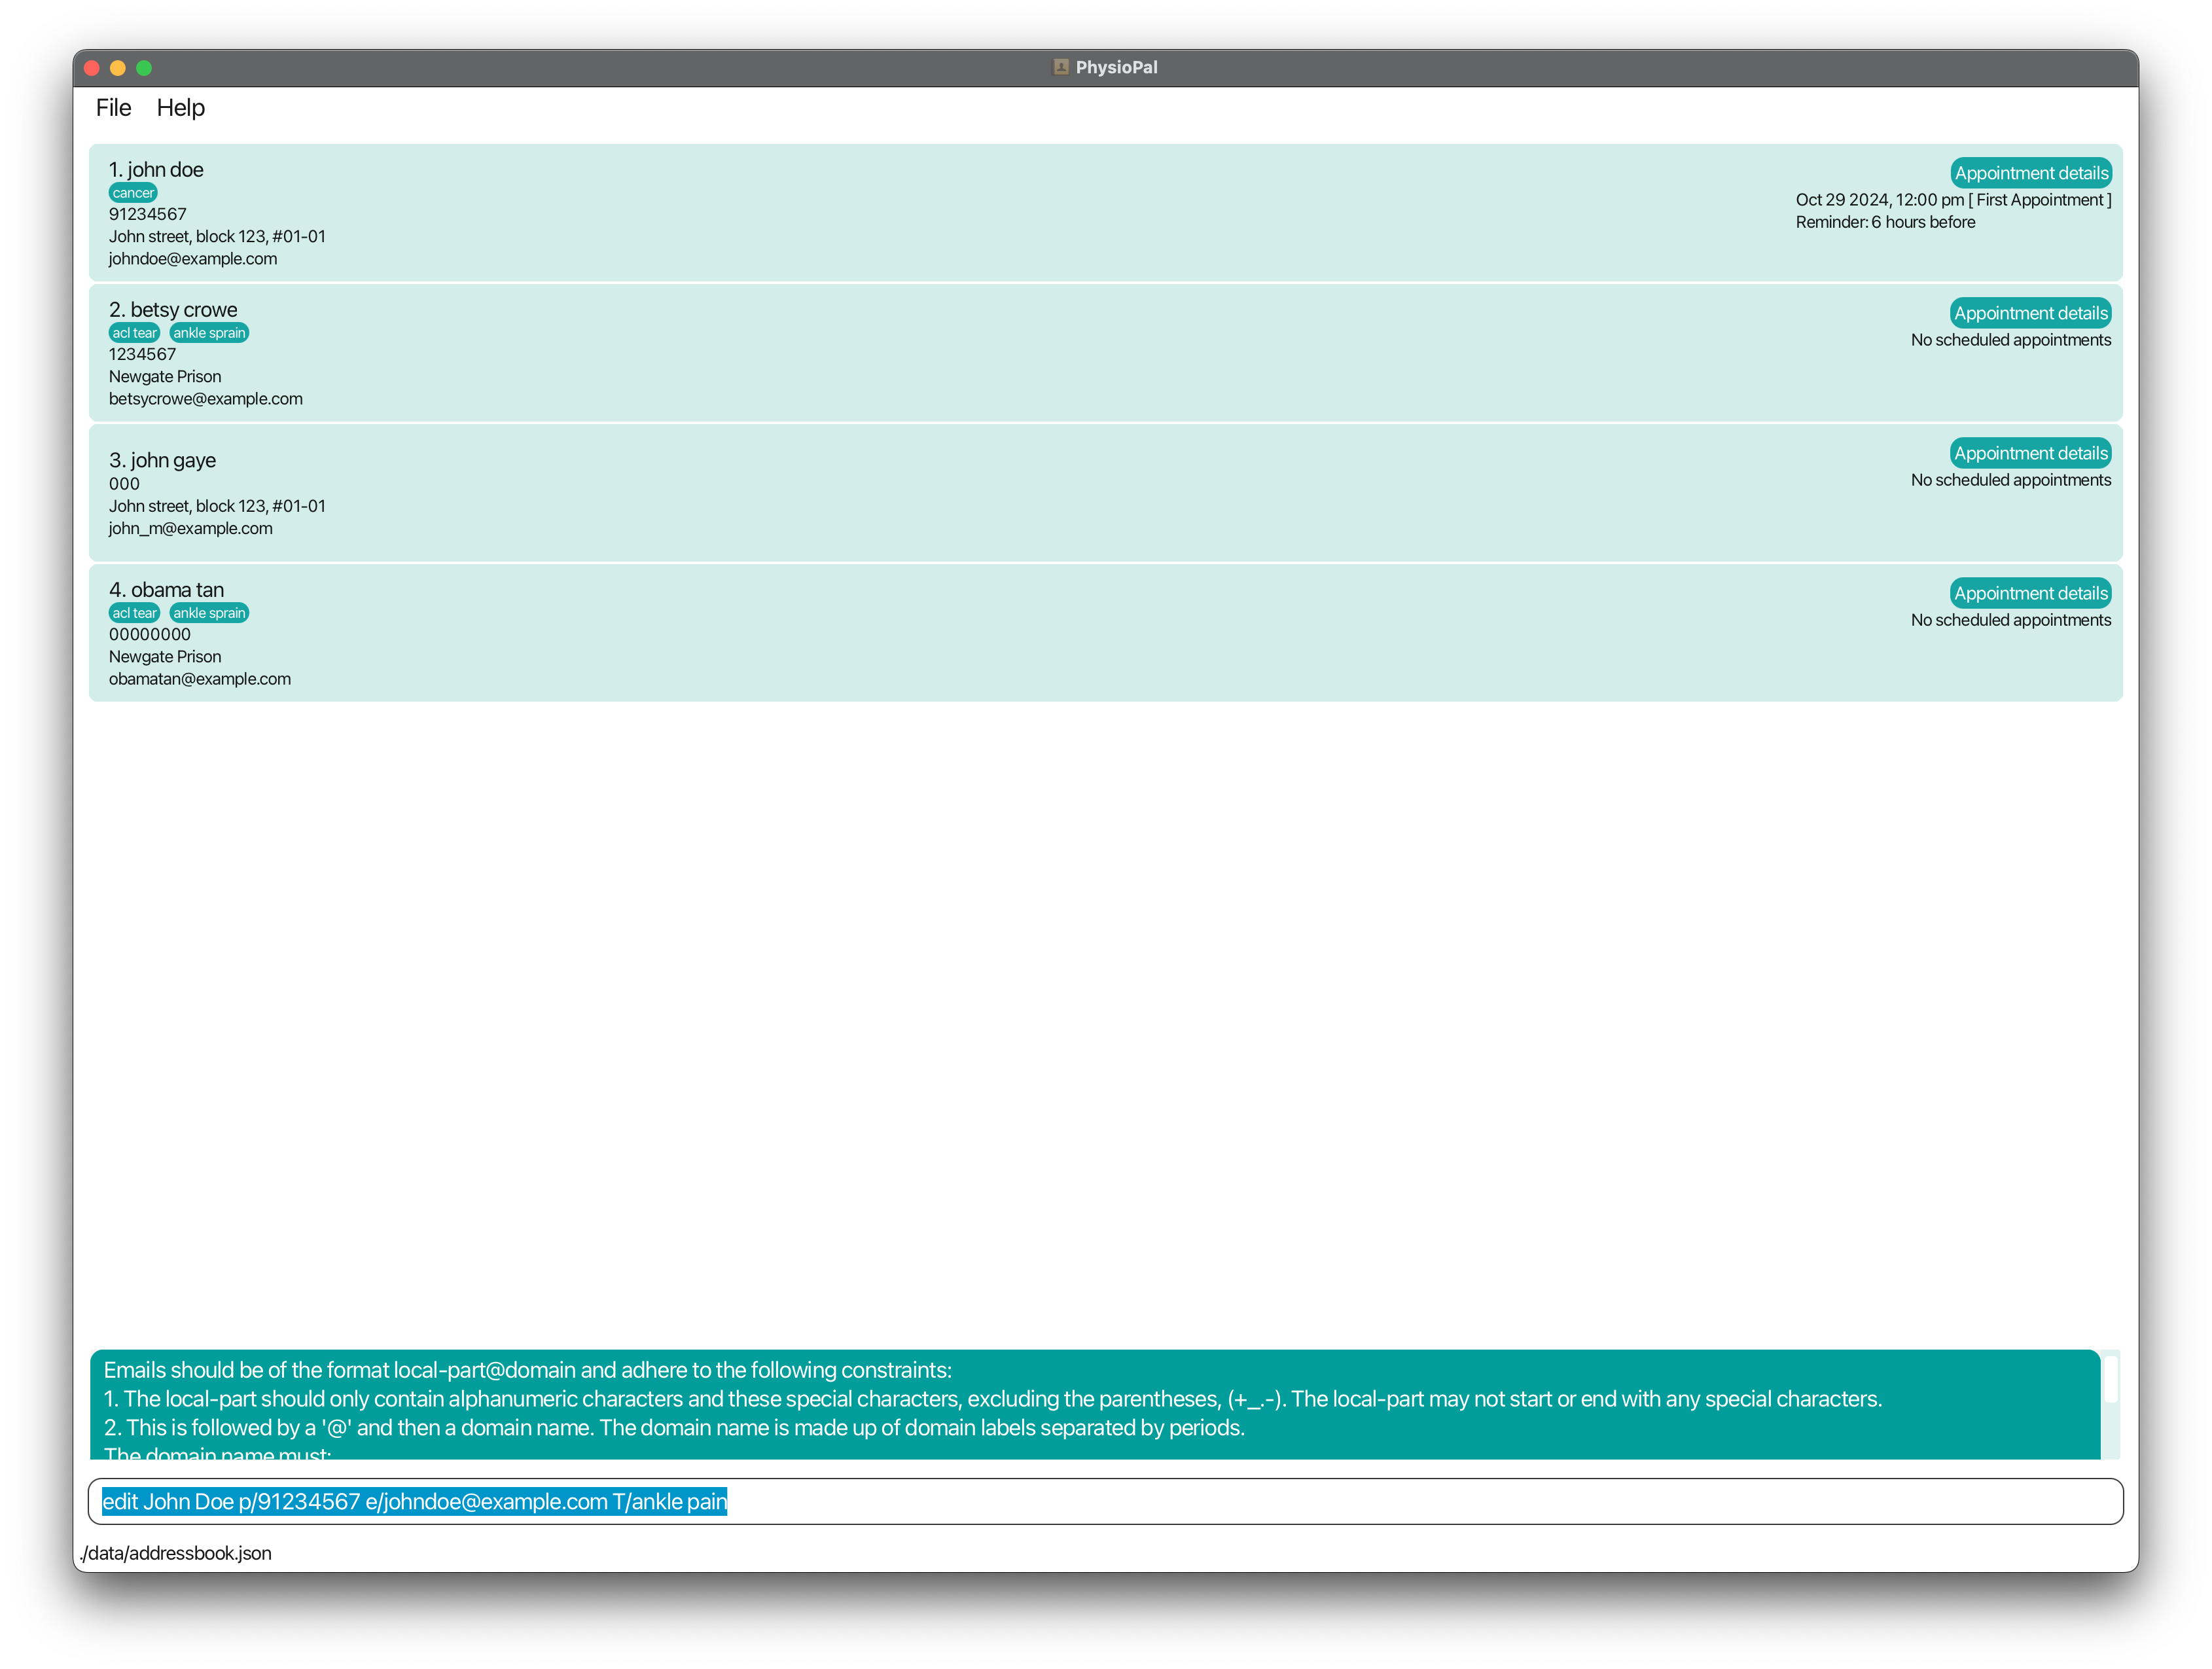 PhysioPal
File Help
1. john doe
cancer
91234567
John street, block 123, #01-01
johndoe@example.com
Appointment details
Oct 29 2024, 12:00 pm [ First Appointment ]
Reminder: 6 hours before
2. betsy crowe
acl tear ankle sprain
1234567
Newgate Prison
betsycrowe@example.com
Appointment details
No scheduled appointments
3. john gaye
000
John street, block 123, #01-01
john_m@example.com
Appointment details
No scheduled appointments
4. obama tan
acl tear ankle sprain
00000000
Newgate Prison
obamatan@example.com
Appointment details
No scheduled appointments
Emails should be of the format local-part@domain and adhere to the following constraints:
1. The local-part should only contain alphanumeric characters and these special characters, excluding the parentheses, (+_.-). The local-part may not start or end with any special characters.
2. This is followed by a '@' and then a domain name. The domain name is made up of domain labels separated by periods.
The domain name must:
edit John Doe p/91234567 e/johndoe@example.com T/ankle pain
./data/addressbook.json